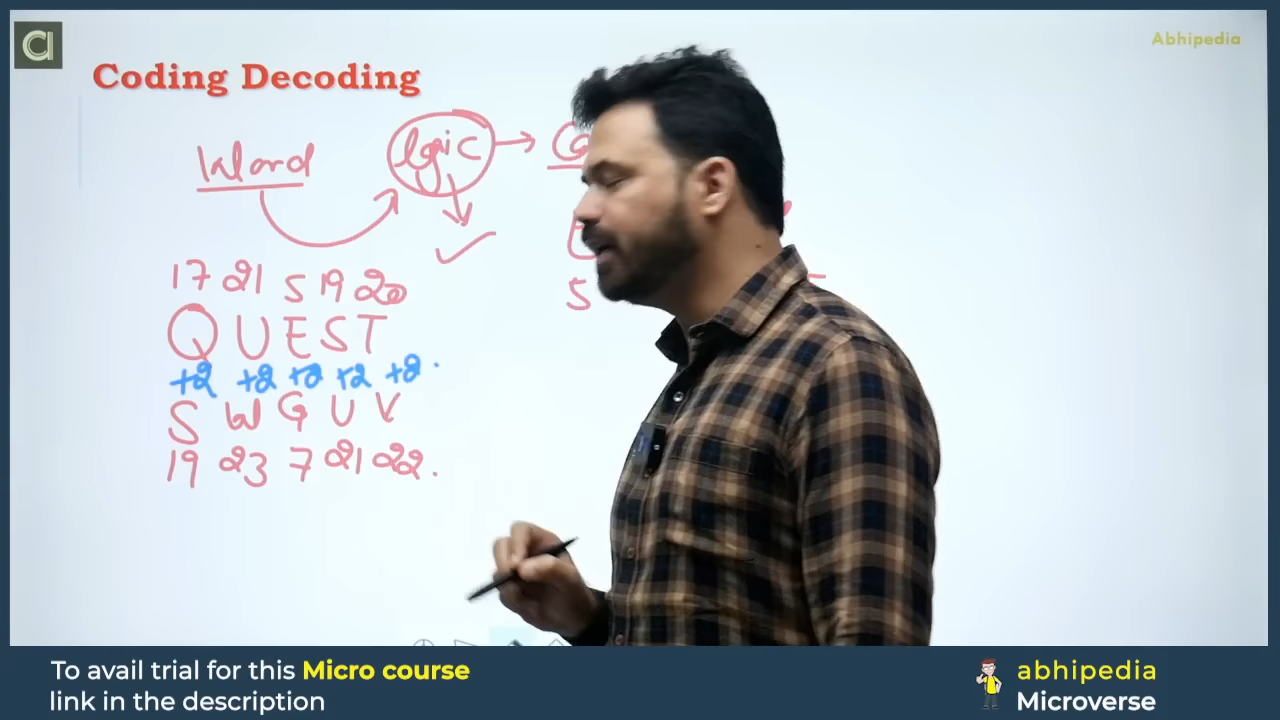 Abhipedia
Coding Decoding
Word logic →
17 21 5 19 20
5
QUEST
+2 +2 +2 +2 +2
S W G U V
19 23 7 21 22.
To avail trial for this Micro course
link in the description
abhipedia
Microverse